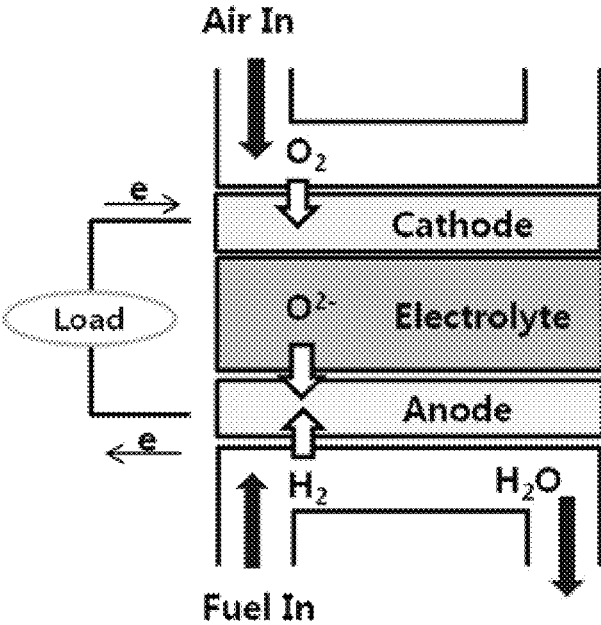 Air In
O₂
e
Cathode
O²⁻
Electrolyte
Load
Anode
e
H₂
H₂O
Fuel In